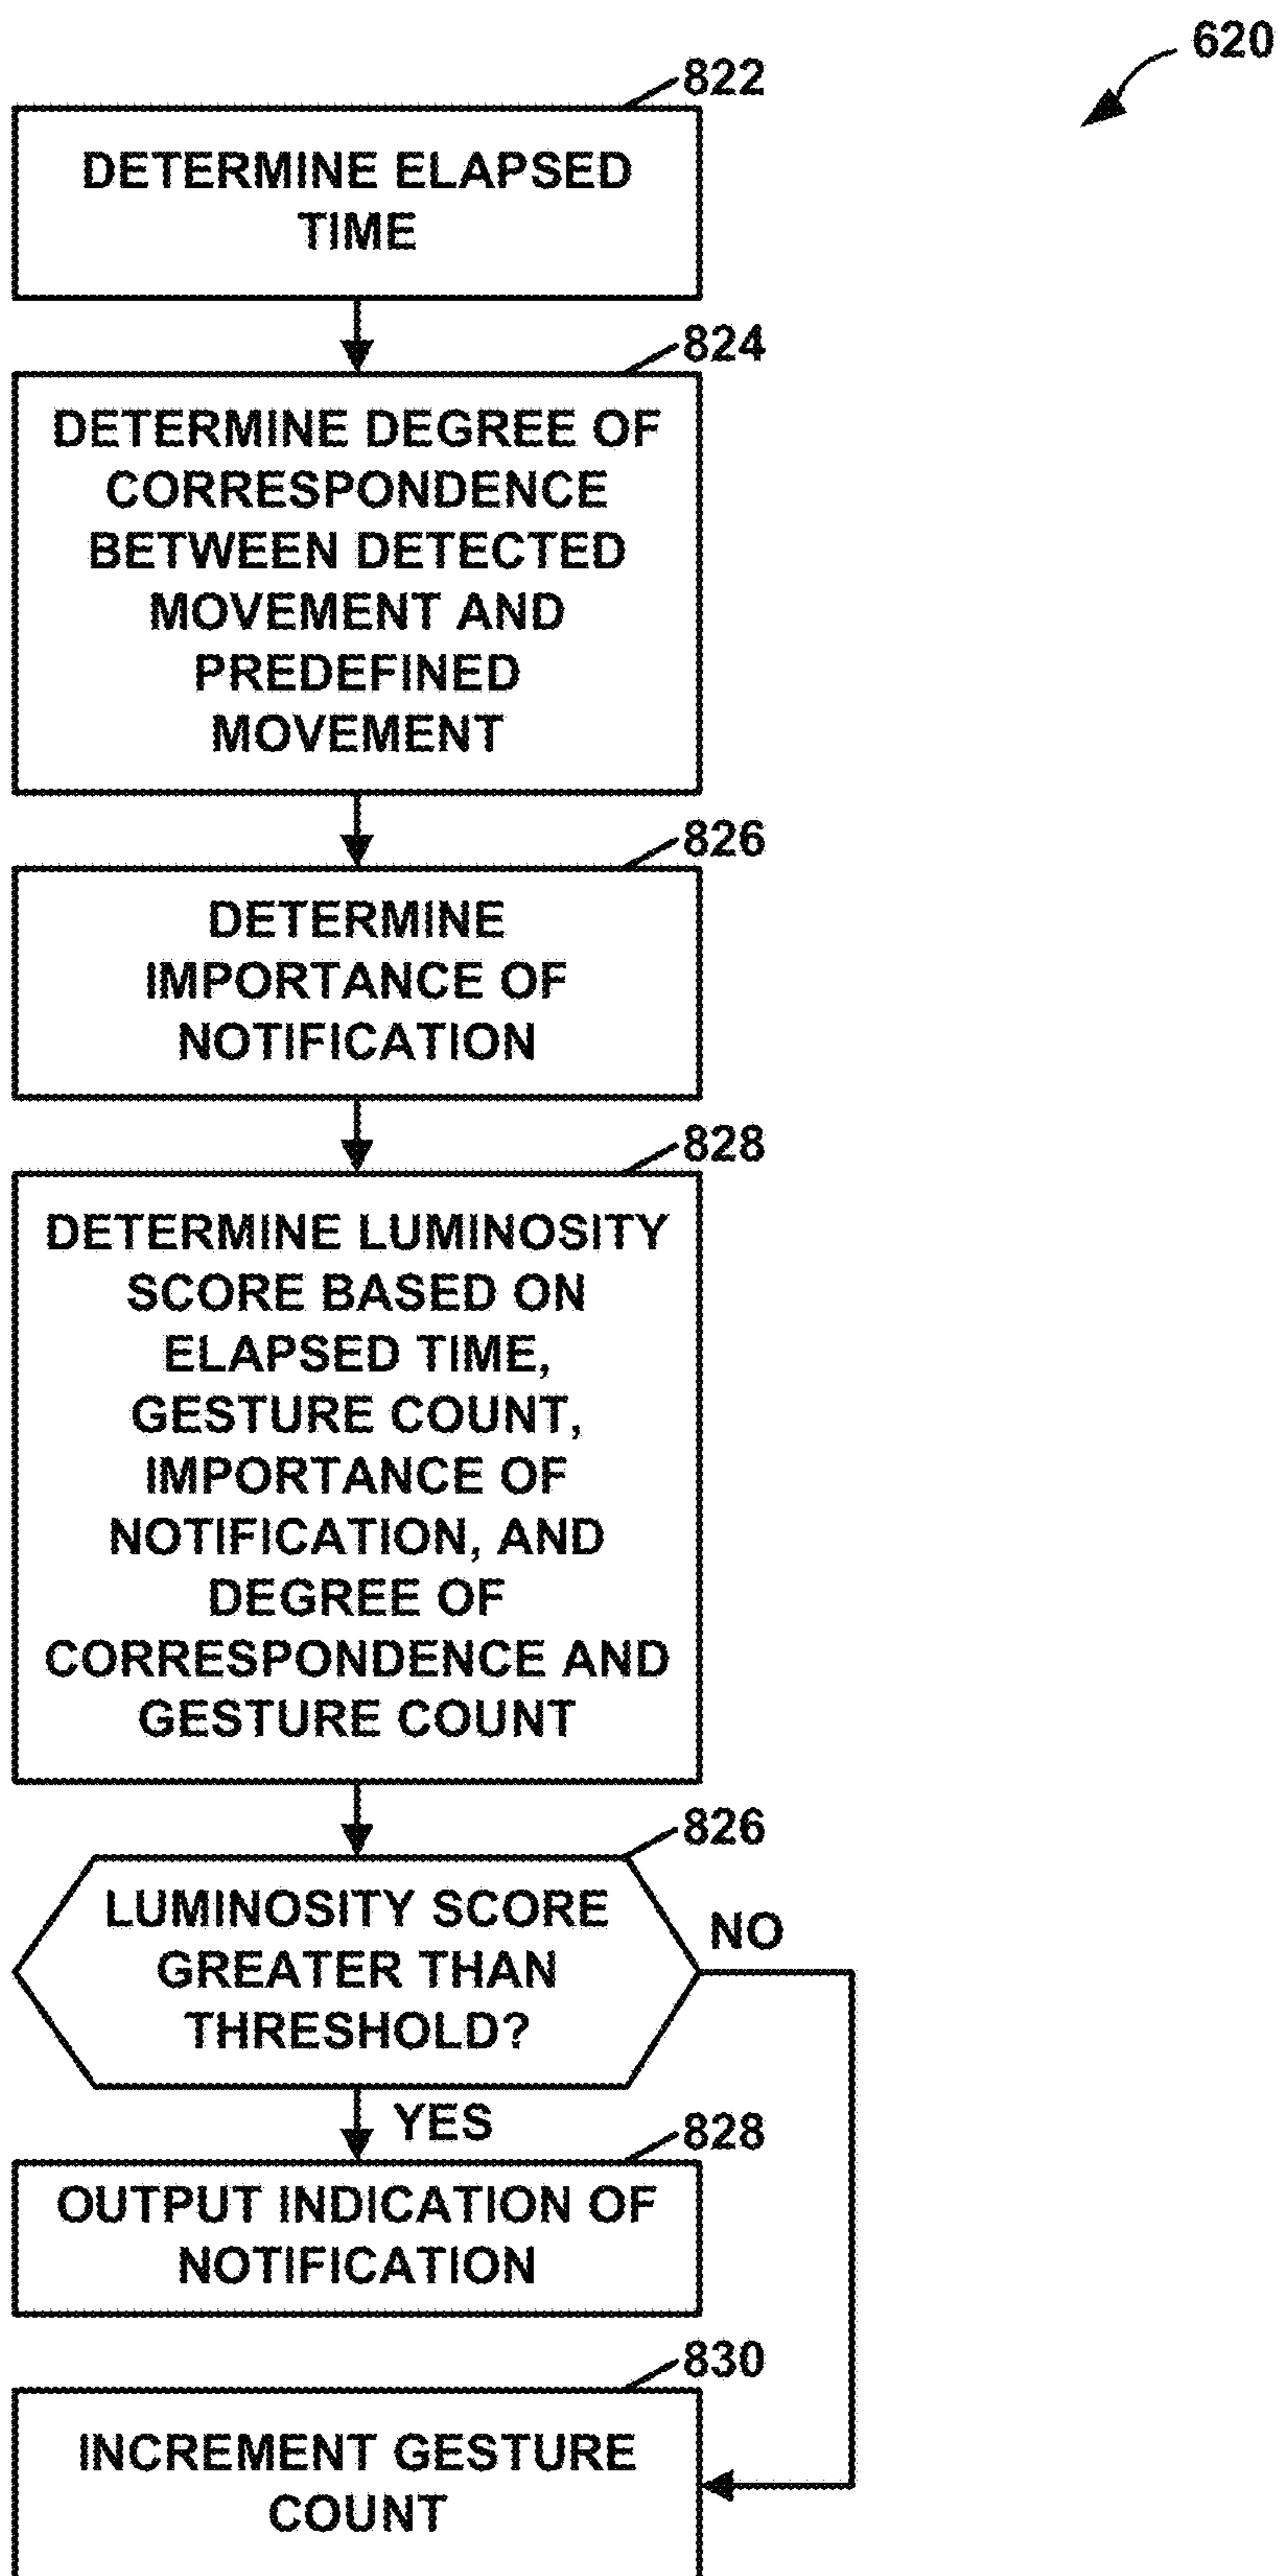 620
822
DETERMINE ELAPSED
TIME
824
DETERMINE DEGREE OF
CORRESPONDENCE
BETWEEN DETECTED
MOVEMENT AND
PREDEFINED
MOVEMENT
826
DETERMINE
IMPORTANCE OF
NOTIFICATION
828
DETERMINE LUMINOSITY
SCORE BASED ON
ELAPSED TIME,
GESTURE COUNT,
IMPORTANCE OF
NOTIFICATION, AND
DEGREE OF
CORRESPONDENCE AND
GESTURE COUNT
826
LUMINOSITY SCORE
GREATER THAN
THRESHOLD?
NO
YES
828
OUTPUT INDICATION OF
NOTIFICATION
830
INCREMENT GESTURE
COUNT